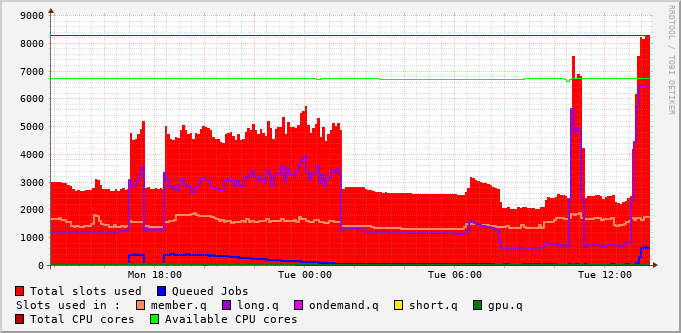 9000
8000
7000
6000
5000
4000
3000
2000
1000
0
Mon 18:00 Tue 00:00 Tue 06:00 Tue 12:00
Total slots used Queued Jobs
Slots used in : member.q long.q ondemand.q short.q gpu.q
Total CPU cores Available CPU cores
RRDTOOL / TOBI OETIKER